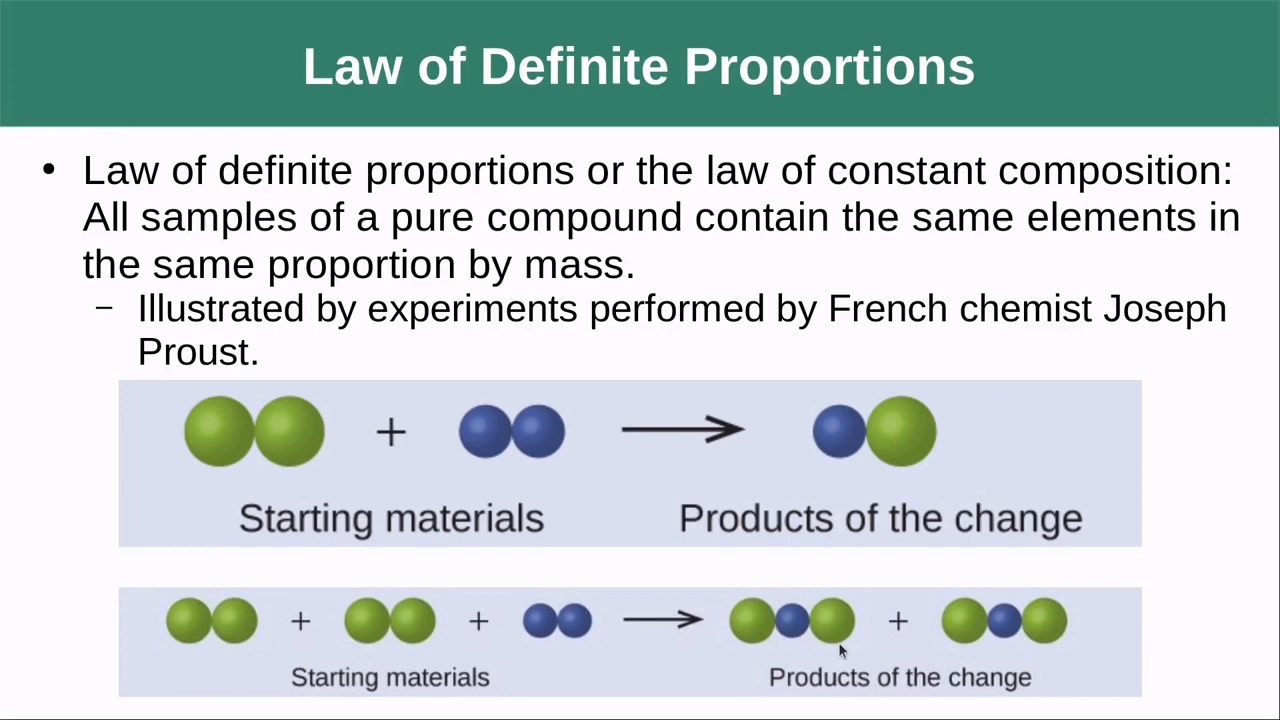 Law of Definite Proportions
• Law of definite proportions or the law of constant composition:
All samples of a pure compound contain the same elements in
the same proportion by mass.
– Illustrated by experiments performed by French chemist Joseph
Proust.
+
Starting materials Products of the change
+ + +
Starting materials Products of the change